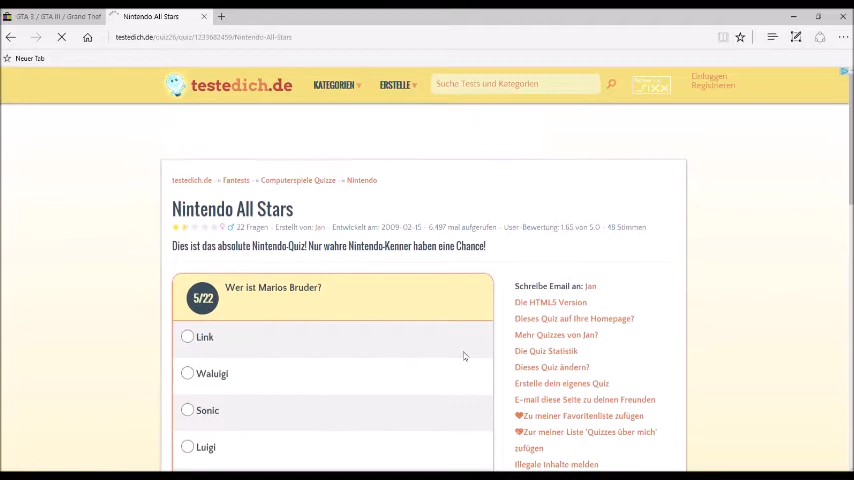 GTA 3 / GTA III / Grand Thef
Nintendo All Stars
testedich.de/quiz26/quiz/1233682459/Nintendo-All-Stars
Neuer Tab
testedich.de
KATEGORIEN
ERSTELLE
Suche Tests und Kategorien
sixx
Einloggen
Registrieren
testedich.de » Fantests » Computerspiele Quizze » Nintendo
Nintendo All Stars
22 Fragen - Erstellt von: Jan - Entwickelt am: 2009-02-15 - 6.497 mal aufgerufen - User-Bewertung: 1.65 von 5.0 - 48 Stimmen
Dies ist das absolute Nintendo-Quiz! Nur wahre Nintendo-Kenner haben eine Chance!
5/22
Wer ist Marios Bruder?
Link
Waluigi
Sonic
Luigi
Schreibe Email an: Jan
Die HTML5 Version
Dieses Quiz auf Ihre Homepage?
Mehr Quizzes von Jan?
Die Quiz Statistik
Dieses Quiz ändern?
Erstelle dein eigenes Quiz
E-mail diese Seite zu deinen Freunden
Zu meiner Favoritenliste zufügen
Zur meiner Liste 'Quizzes über mich'
zufügen
Illegale Inhalte melden